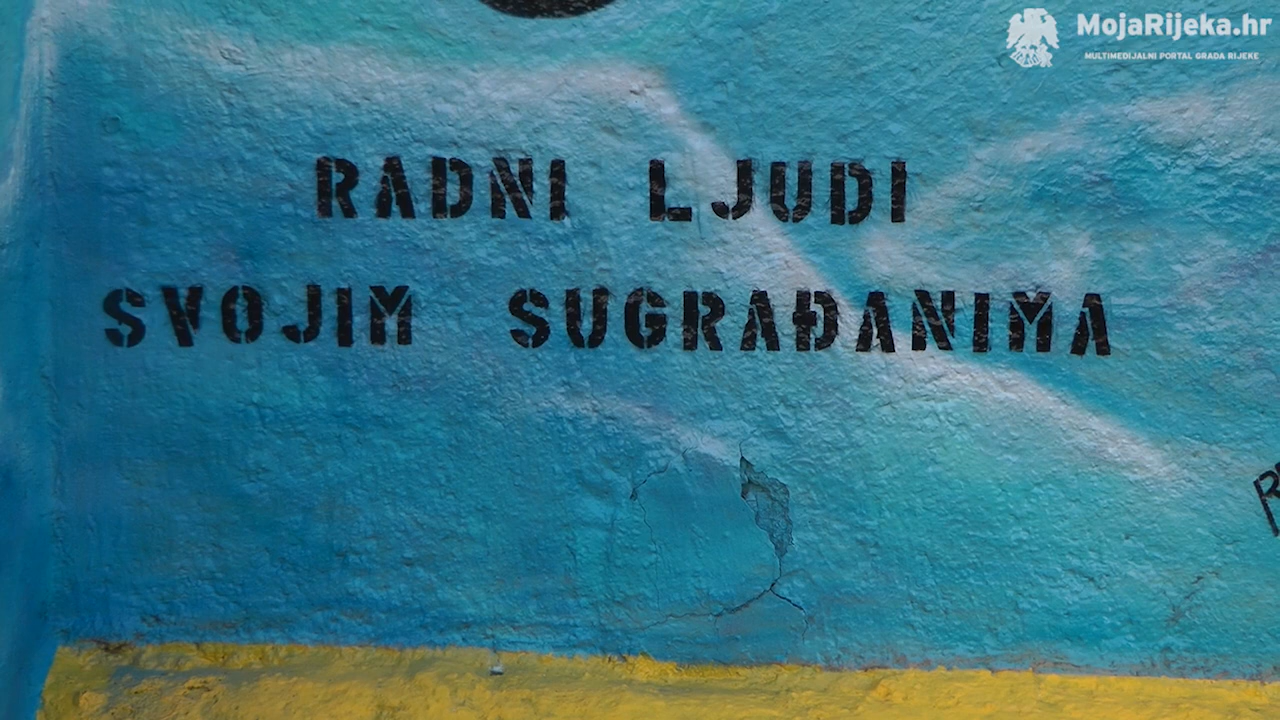 MojaRijeka.hr
MULTIMEDIJALNI PORTAL GRADA RIJEKE
RADNI LJUDI
SVOJIM SUGRAĐANIMA